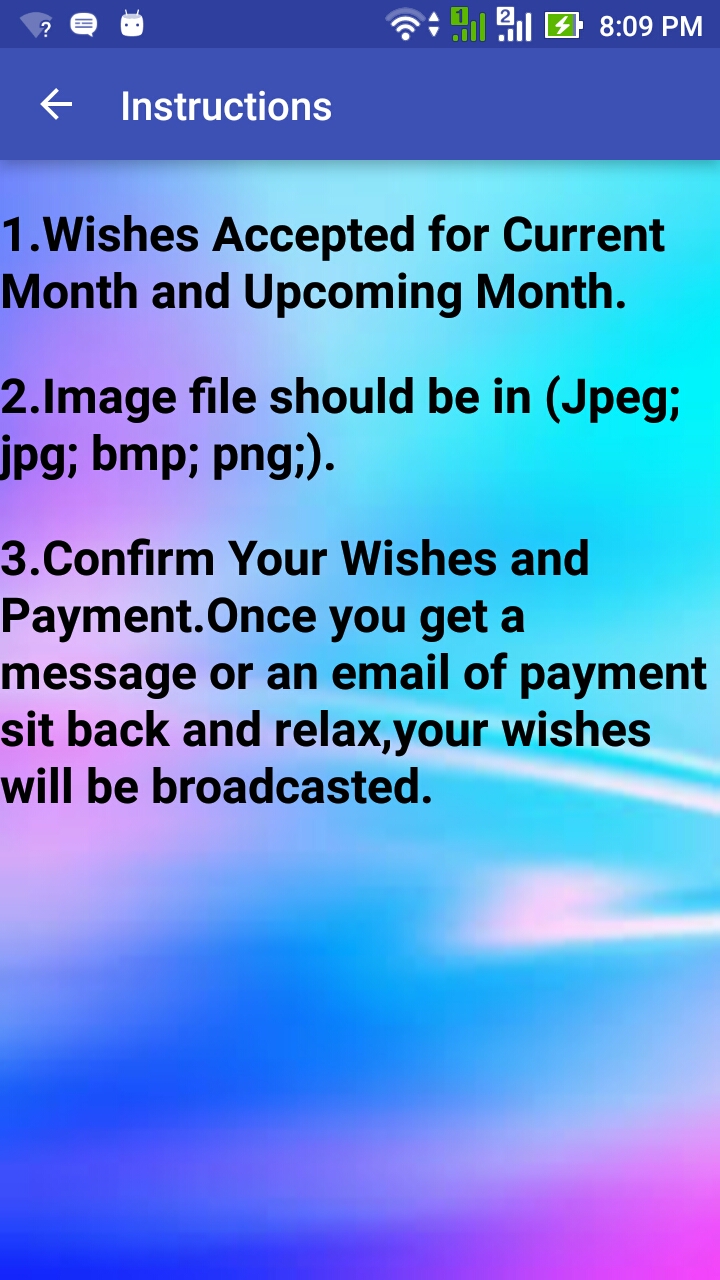 ? 1 2 8:09 PM
Instructions
1.Wishes Accepted for Current
Month and Upcoming Month.
2.Image file should be in (Jpeg;
jpg; bmp; png;).
3.Confirm Your Wishes and
Payment.Once you get a
message or an email of payment
sit back and relax,your wishes
will be broadcasted.